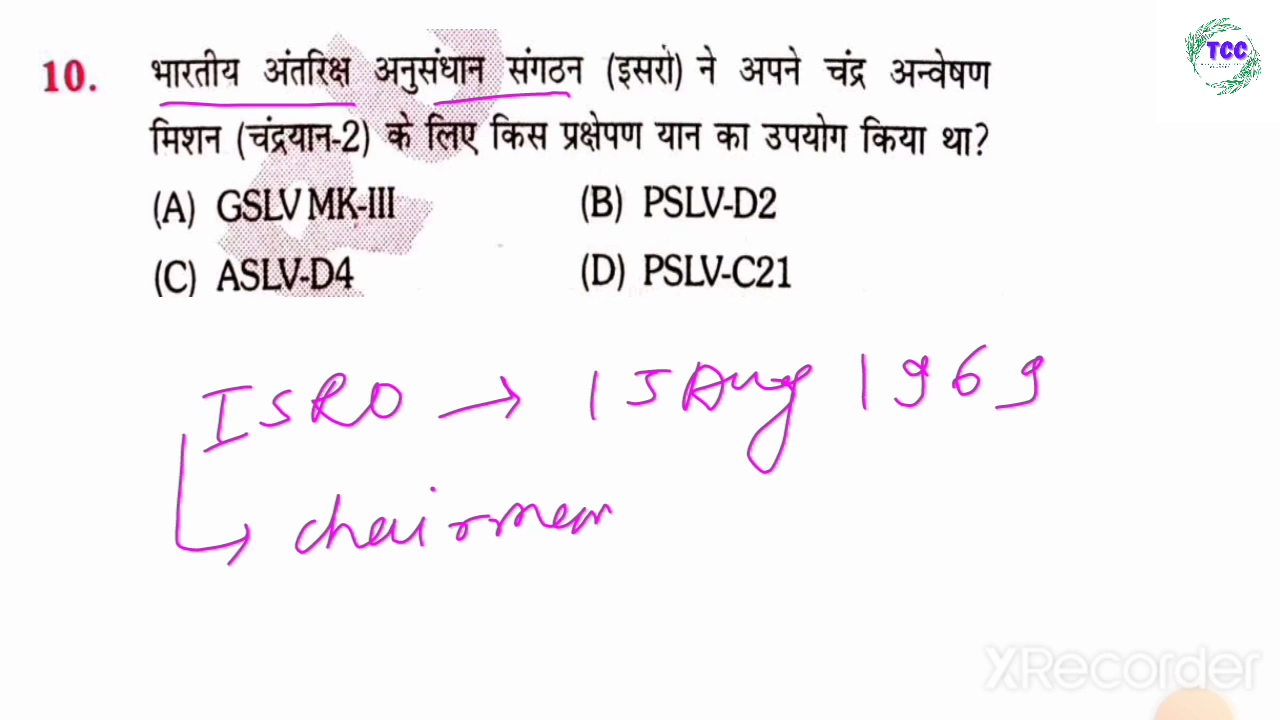 TCC
10. भारतीय अंतरिक्ष अनुसंधान संगठन (इसरो) ने अपने चंद्र अन्वेषण
मिशन (चंद्रयान-2) के लिए किस प्रक्षेपण यान का उपयोग किया था?
(A) GSLV MK-III (B) PSLV-D2
(C) ASLV-D4 (D) PSLV-C21
ISRO → 15 Aug 1969
↳ chairman
XRecorder